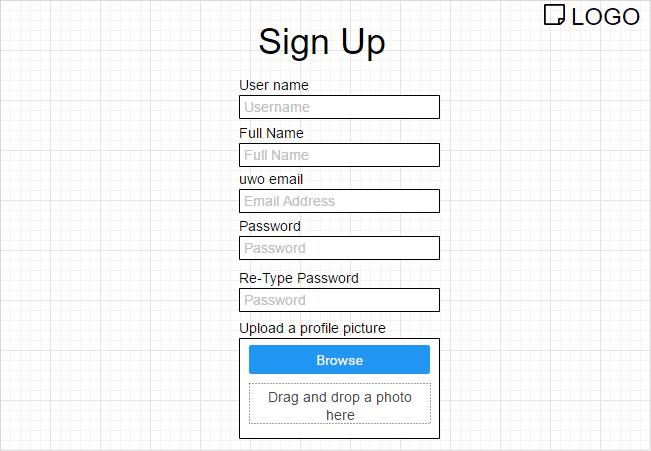 LOGO
Sign Up
User name
Username
Full Name
Full Name
uwo email
Email Address
Password
Password
Re-Type Password
Password
Upload a profile picture
Browse
Drag and drop a photo
here